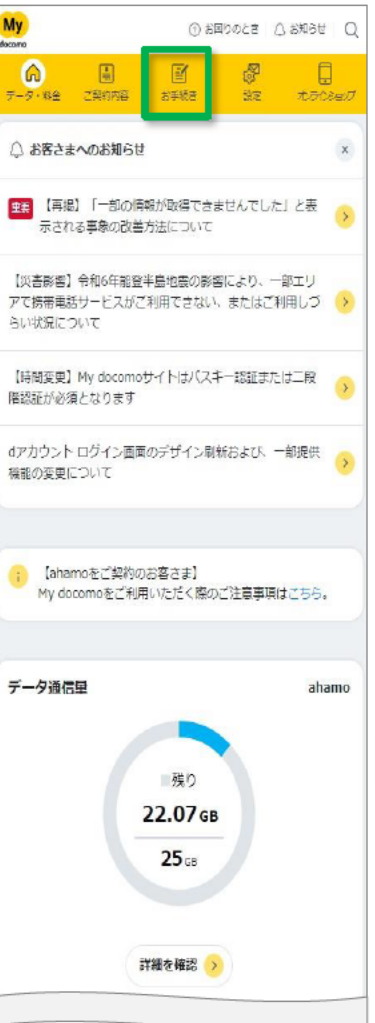 My
docomo
お困りのとき お知らせ
データ・料金 ご契約内容 お手続き 設定 オンラインショップ
お客さまへのお知らせ x
重要 【再掲】「一部の情報が取得できませんでした」と表
示される事象の改善方法について
【災害影響】令和6年能登半島地震の影響により、一部エリ
アで携帯電話サービスがご利用できない、またはご利用しづ
らい状況について
【時間変更】My docomoサイトはパスキー認証または二段
階認証が必須となります
dアカウント ログイン画面のデザイン刷新および、一部提供
機能の変更について
【ahamoをご契約のお客さま】
My docomoをご利用いただく際のご注意事項はこちら。
データ通信量 ahamo
残り
22.07 GB
25 GB
詳細を確認